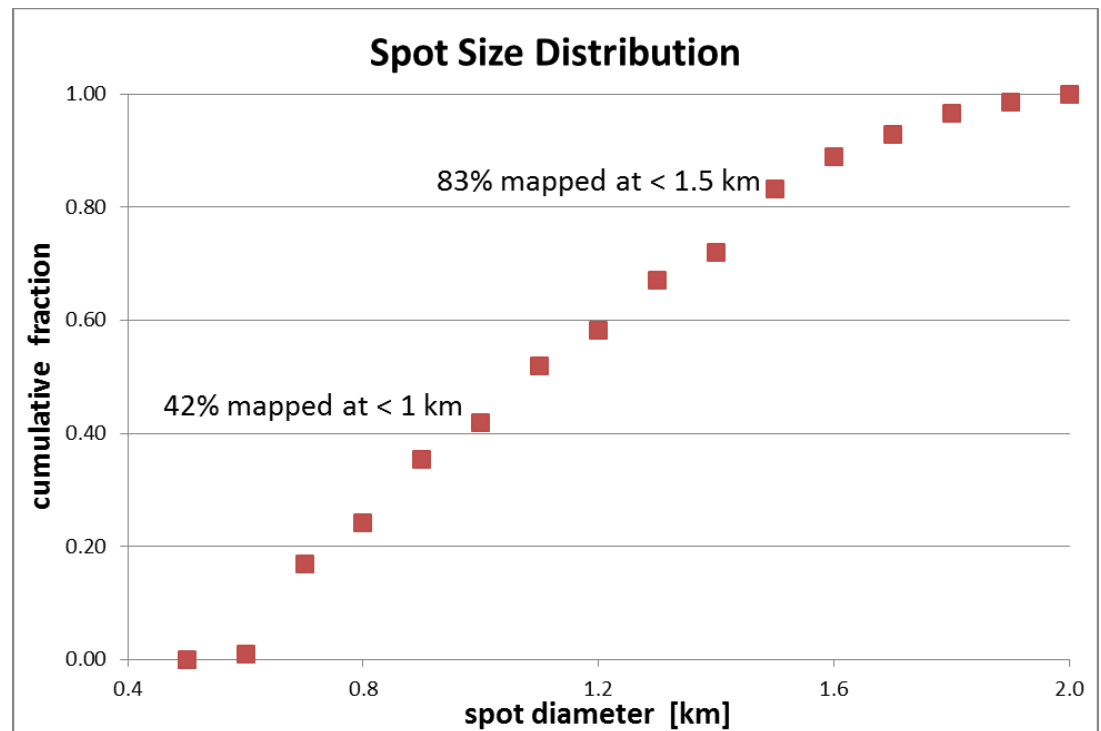 Spot Size Distribution
1.00
83% mapped at < 1.5 km
0.80
0.60
cumulative fraction
42% mapped at < 1 km
0.40
0.20
0.00
0.4
0.8
1.2
1.6
2.0
spot diameter [km]